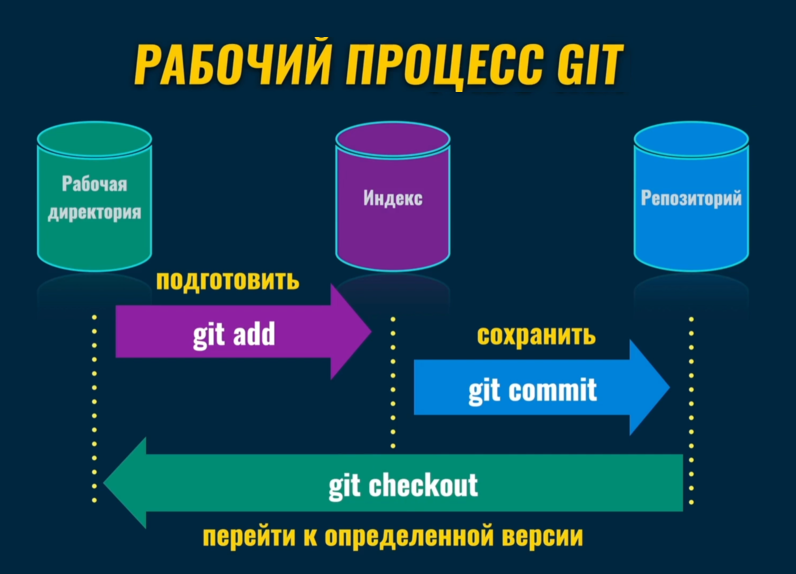 РАБОЧИЙ ПРОЦЕСС GIT
Рабочая
директория
Индекс
Репозиторий
подготовить
git add
сохранить
git commit
git checkout
перейти к определенной версии